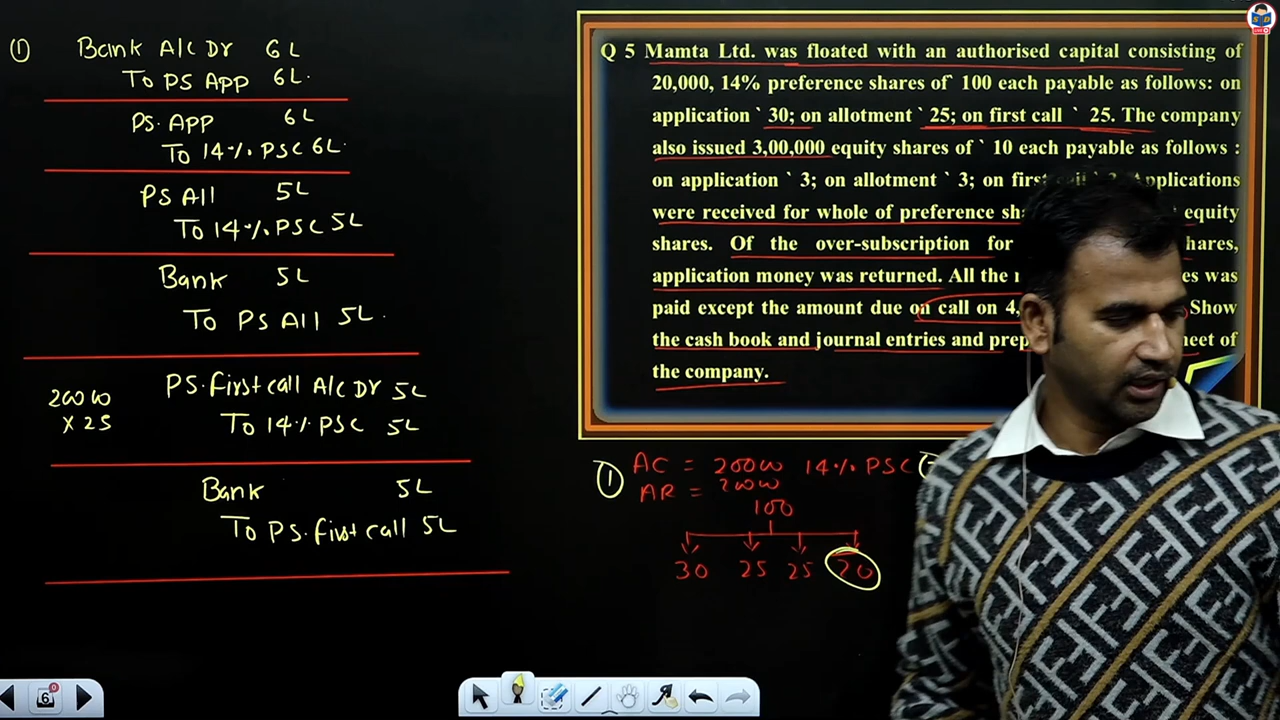 ① Bank A/c Dr 6L
To PS App 6L.
PS. App 6L
To 14% PSC 6L.
PS All 5L
To 14% PSC 5L
Bank 5L
To PS All 5L.
20000
X 25
PS. First call A/c Dr 5L
To 14% PSC 5L
Bank 5L
To PS. First call 5L
Q 5 Mamta Ltd. was floated with an authorised capital consisting of
20,000, 14% preference shares of ` 100 each payable as follows: on
application ` 30; on allotment ` 25; on first call ` 25. The company
also issued 3,00,000 equity shares of ` 10 each payable as follows :
on application ` 3; on allotment ` 3; on first Applications
were received for whole of preference equity
shares. Of the over-subscription for
application money was returned. All the was
paid except the amount due on call on 4, Show
the cash book and journal entries and of
the company.
① AC = 20000 14% PSC
AR = 20000
100
30 25 25 20
6
SD